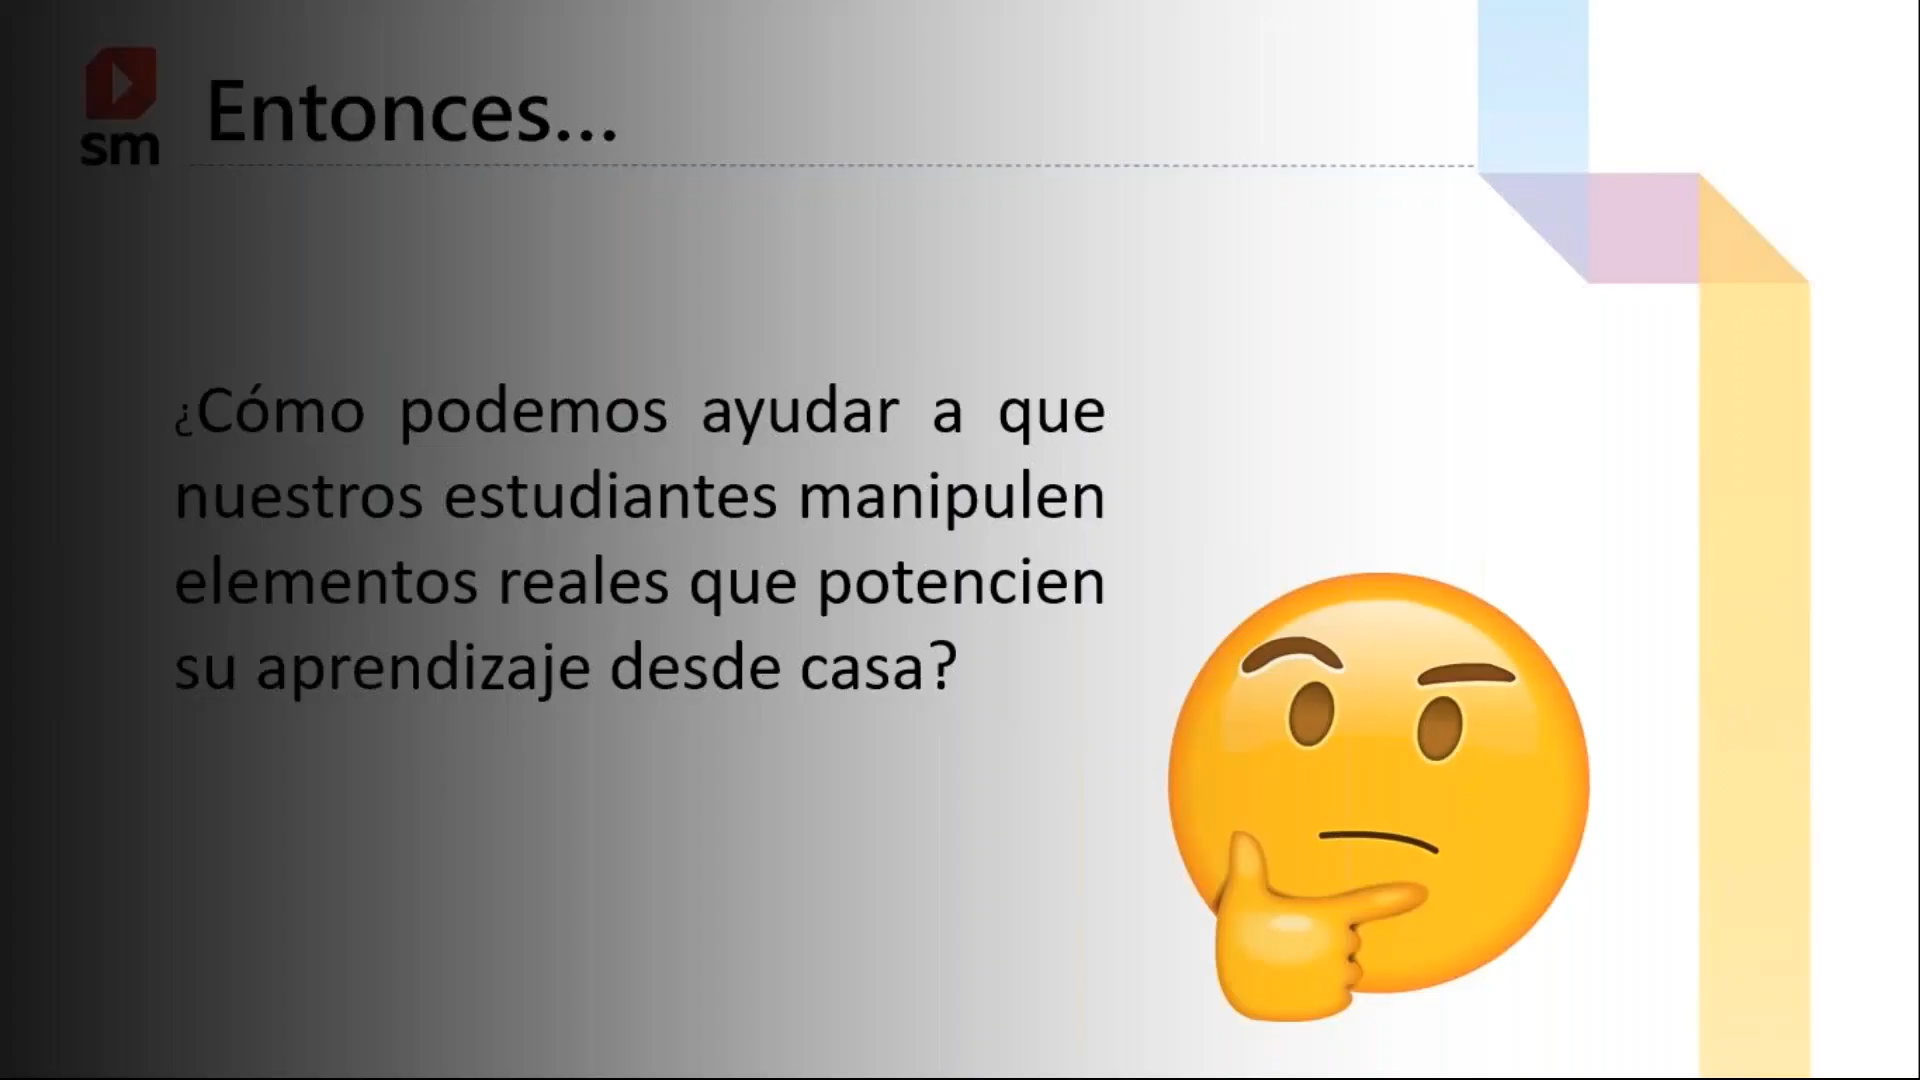 sm
Entonces...
¿Cómo podemos ayudar a que
nuestros estudiantes manipulen
elementos reales que potencien
su aprendizaje desde casa?